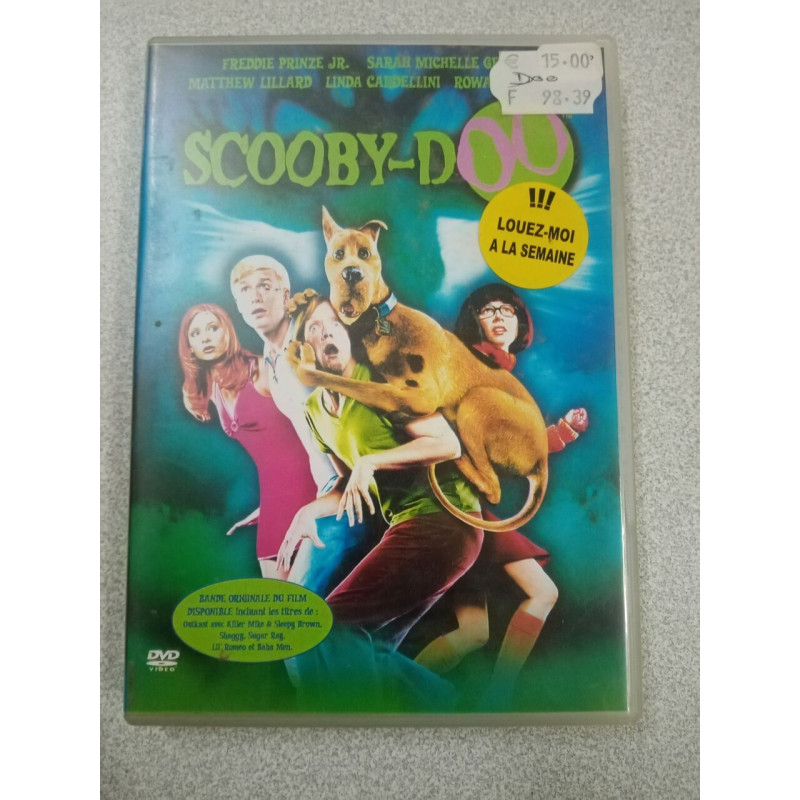 FREDDIE PRINZE JR. SARAH MICHELLE
MATTHEW LILLARD LINDA CARDELLINI
€ 15.00
Doo
F 98.39
SCOOBY-DOO
!!!
LOUEZ-MOI
A LA SEMAINE
BANDE ORIGINALE DU FILM
DISPONIBLE incluant les titres de :
OutKast avec Killer Mike & Sleepy Brown,
Shaggy, Sugar Ray,
Lil' Romeo et Baha Men.
DVD
VIDEO